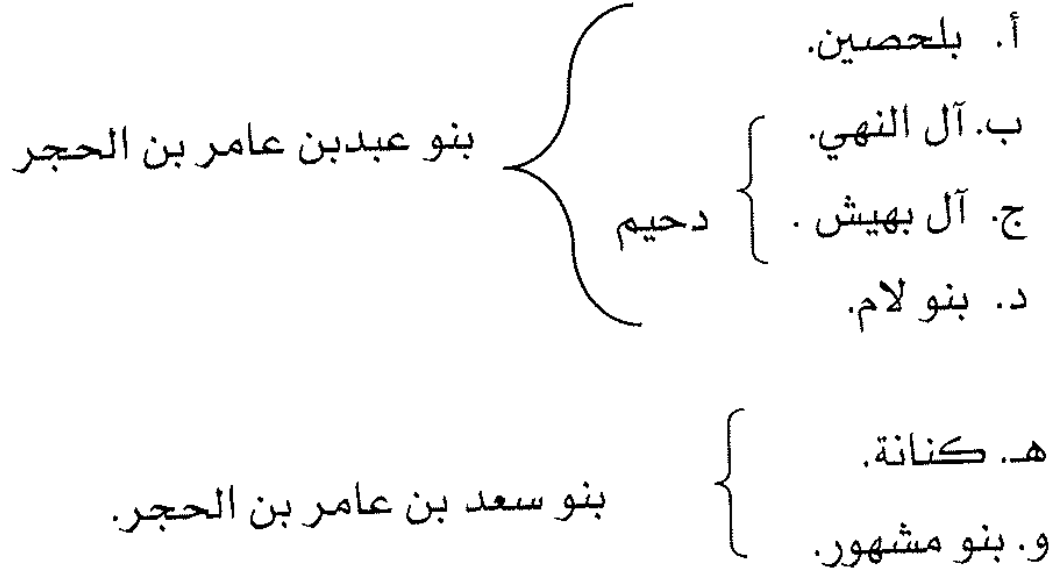 أ. بلحصين.
ب. آل النهي.
ج. آل بهيش .
د. بنو لام.
دحيم
بنو عبدبن عامر بن الحجر
هـ. كنانة.
و. بنو مشهور.
بنو سعد بن عامر بن الحجر.